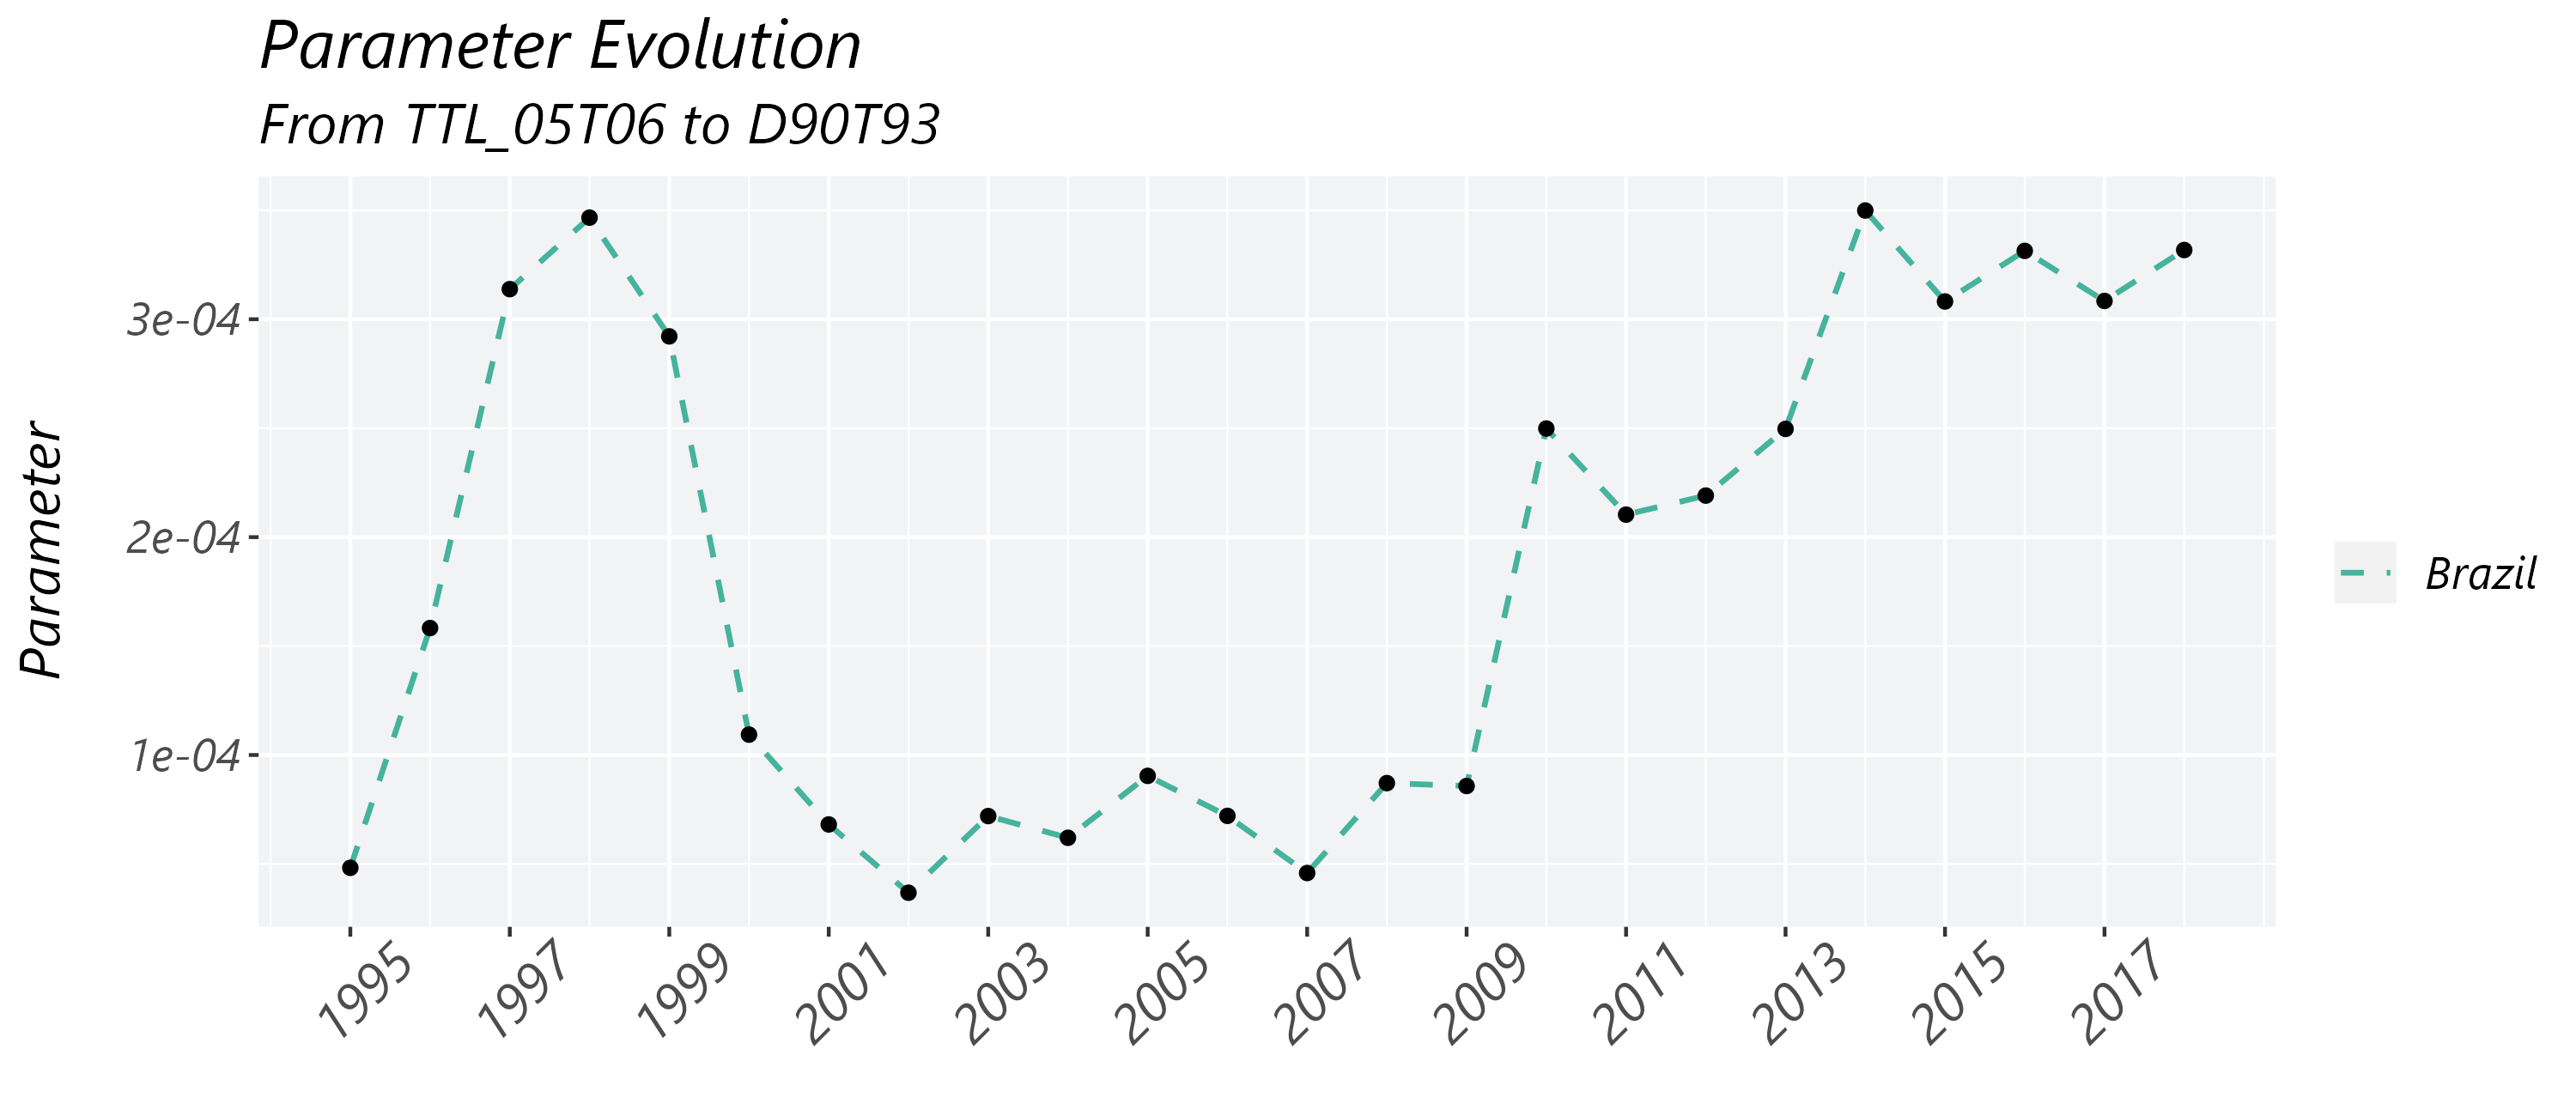 Parameter Evolution
From TTL_05T06 to D90T93
Parameter
3e-04
2e-04
1e-04
1995
1997
1999
2001
2003
2005
2007
2009
2011
2013
2015
2017
Brazil